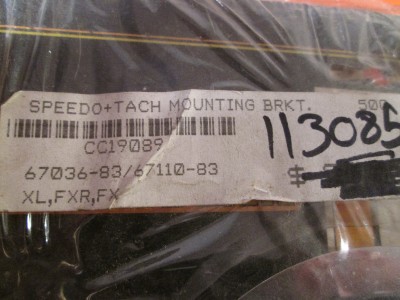 SPEEDO+TACH MOUNTING BRKT. 500
113085
CC19089
67036-83/67110-83
$
XL,FXR,FX